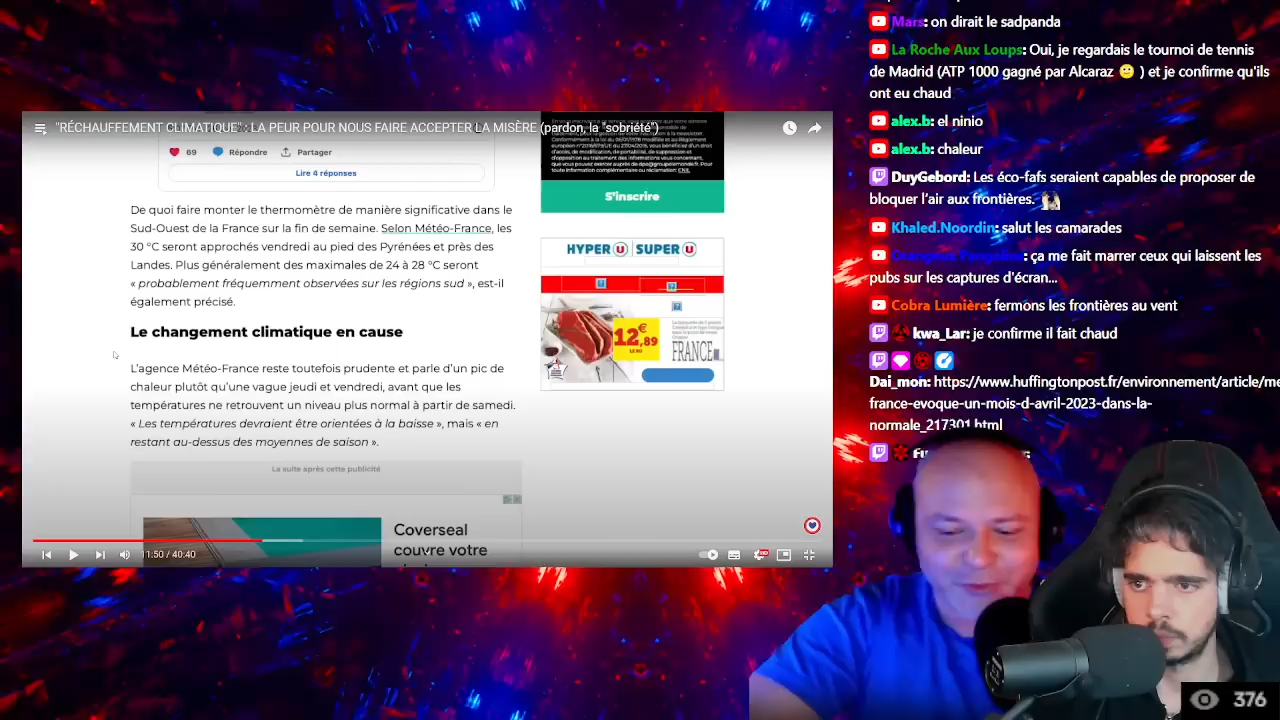 "RÉCHAUFFEMENT CLIMATIQUE" : LA PEUR POUR NOUS FAIRE ACCEPTER LA MISÈRE (pardon, la "sobriété")
89 Répondre Partager
Lire 4 réponses
De quoi faire monter le thermomètre de manière significative dans le
Sud-Ouest de la France sur la fin de semaine. Selon Météo-France, les
30 °C seront approchés vendredi au pied des Pyrénées et près des
Landes. Plus généralement des maximales de 24 à 28 °C seront
« probablement fréquemment observées sur les régions sud », est-il
également précisé.
Le changement climatique en cause
L'agence Météo-France reste toutefois prudente et parle d'un pic de
chaleur plutôt qu'une vague jeudi et vendredi, avant que les
températures ne retrouvent un niveau plus normal à partir de samedi.
« Les températures devraient être orientées à la baisse », mais « en
restant au-dessus des moyennes de saison ».
La suite après cette publicité
Coverseal
couvre votre
S'inscrire
HYPER U SUPER U
12€
,89
LE KG
FRANCE
11:50 / 40:40
Mars: on dirait le sadpanda
La Roche Aux Loups: Oui, je regardais le tournoi de tennis
de Madrid (ATP 1000 gagné par Alcaraz 🙁 ) et je confirme qu'ils
ont eu chaud
alex.b: el ninio
alex.b: chaleur
DuyGebord: Les éco-fafs seraient capables de proposer de
bloquer l'air aux frontières.
Khaled.Noordin: salut les camarades
: ça me fait marrer ceux qui laissent les
pubs sur les captures d'écran...
Cobra Lumière: fermons les frontières au vent
kwa_Lar: je confirme il fait chaud
Dai_mon: https://www.huffingtonpost.fr/environnement/article/me
france-evoque-un-mois-d-avril-2023-dans-la-
normale_217301.html
376